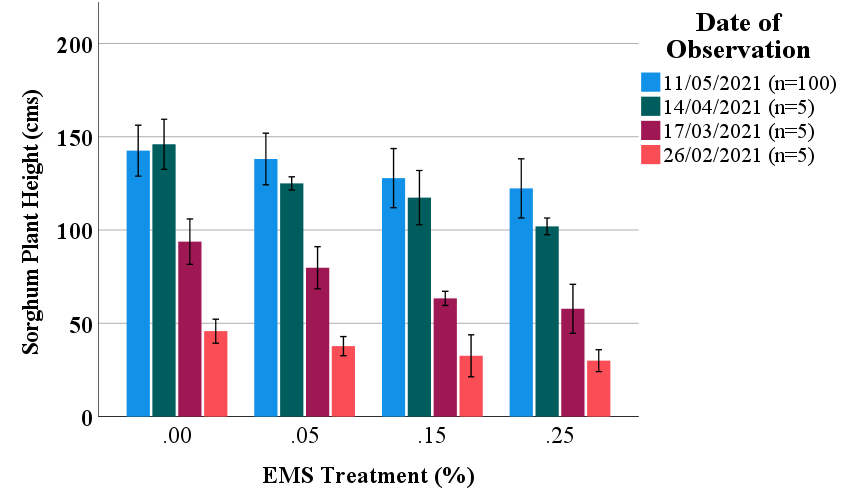 Date of
Observation
11/05/2021 (n=100)
14/04/2021 (n=5)
17/03/2021 (n=5)
26/02/2021 (n=5)
Sorghum Plant Height (cms)
200
150
100
50
0
.00 .05 .15 .25
EMS Treatment (%)